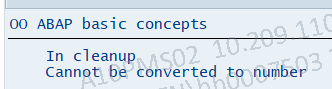 OO ABAP basic concepts
In cleanup
Cannot be converted to number